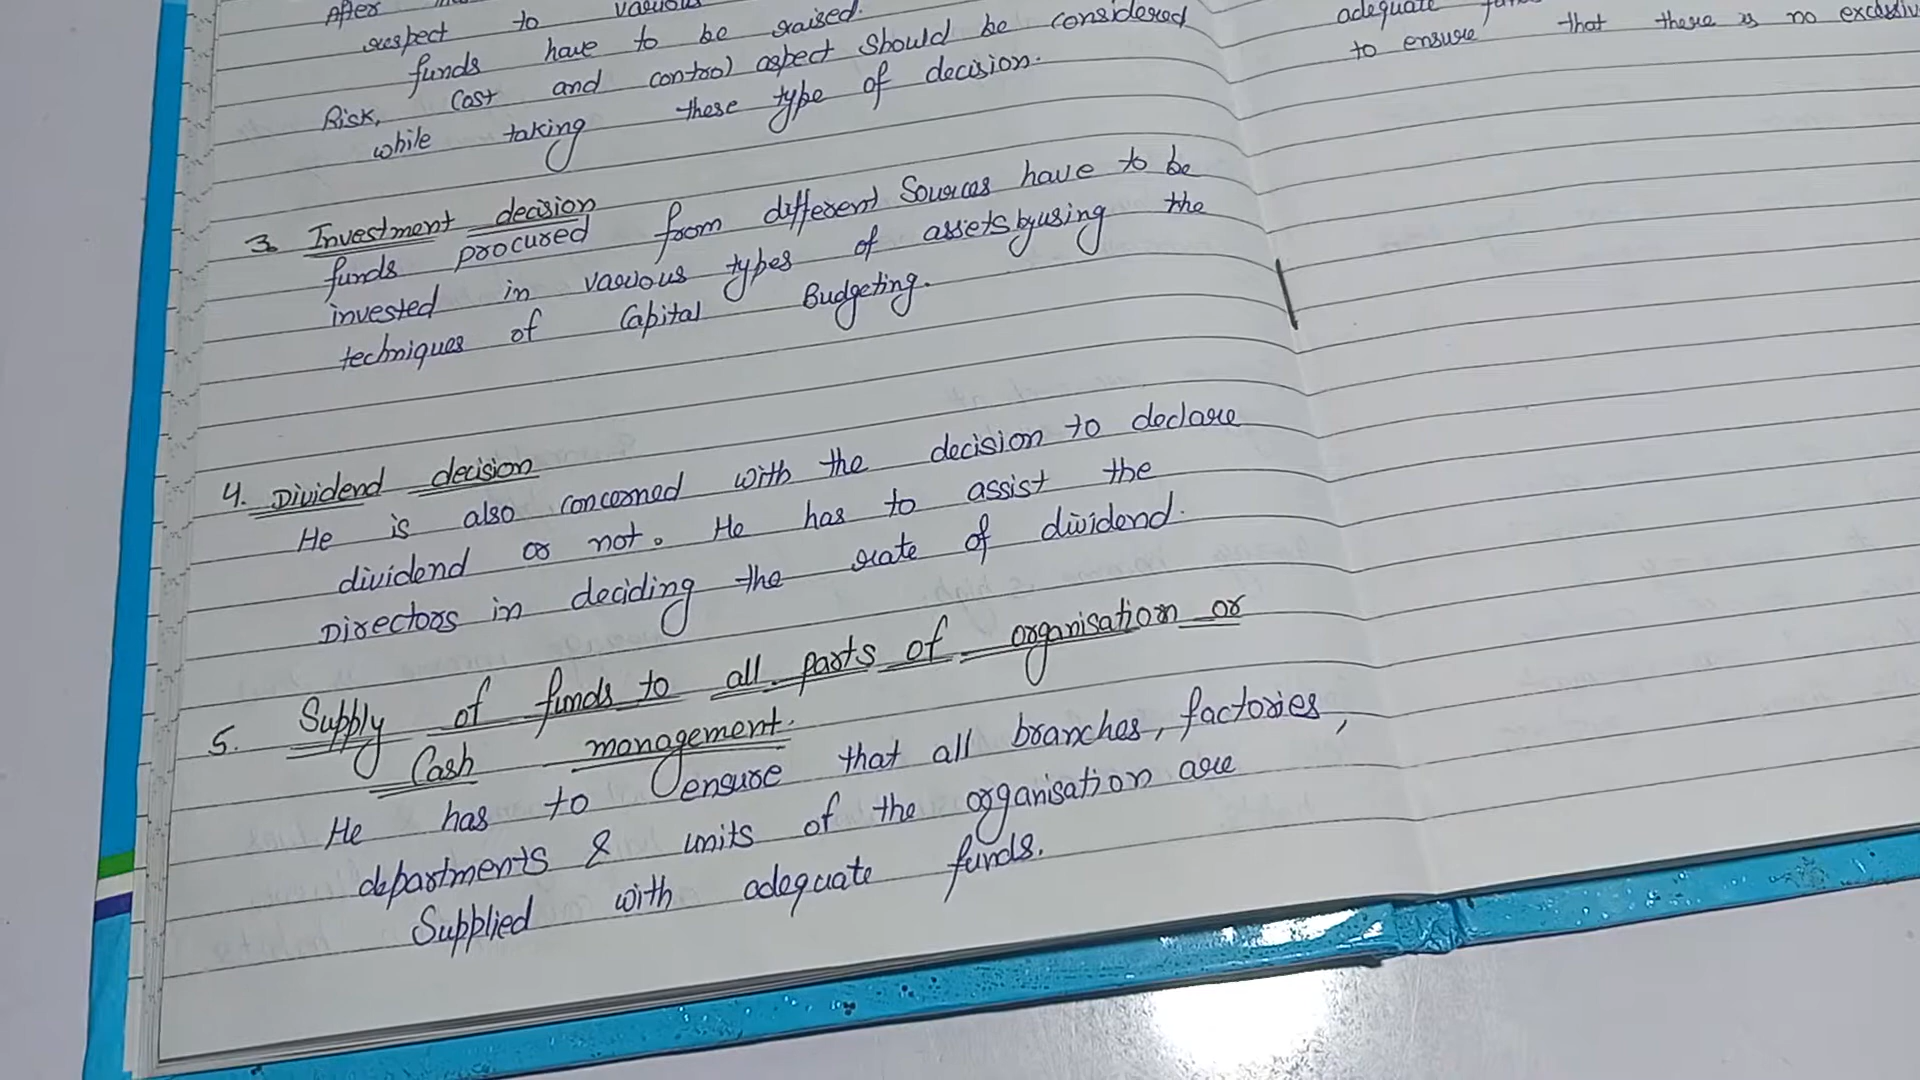 After
respect to various
funds have to be raised.
Risk, Cost and control aspect should be considered
while taking these type of decision.
3. Investment decision
funds procured from different Sources have to be
invested in various types of assets by using the
techniques of Capital Budgeting.
4. Dividend decision
He is also concerned with the decision to declare
dividend or not. He has to assist the
Directors in deciding the rate of dividend.
5. Supply of funds to all parts of organisation or
Cash management.
He has to ensure that all branches, factories,
departments & units of the organisation are
Supplied with adequate funds.
adequate
to ensure that there is no